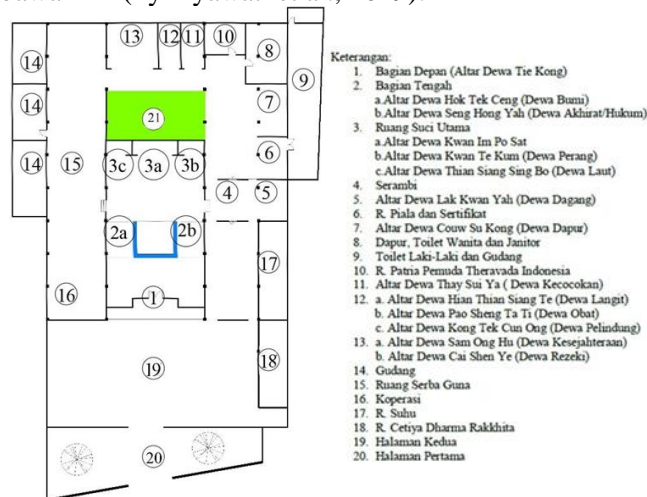 13 12 11 10
14 8 9
14 7
21
14 15 3c 3a 3b 6
4 5
2a 2b
17
16 1
19 18
20
Keterangan:
1. Bagian Depan (Altar Dewa Tie Kong)
2. Bagian Tengah
a.Altar Dewa Hok Tek Ceng (Dewa Bumi)
b.Altar Dewa Seng Hong Yah (Dewa Akhirat/Hukum)
3. Ruang Suci Utama
a.Altar Dewa Kwan Im Po Sat
b.Altar Dewa Kwan Te Kum (Dewa Perang)
c.Altar Dewa Thian Siang Sing Bo (Dewa Laut)
4. Serambi
5. Altar Dewa Lak Kwan Yah (Dewa Dagang)
6. R. Piala dan Sertifikat
7. Altar Dewa Couw Su Kong (Dewa Dapur)
8. Dapur, Toilet Wanita dan Janitor
9. Toilet Laki-Laki dan Gudang
10. R. Patria Pemuda Theravada Indonesia
11. Altar Dewa Thay Sui Ya ( Dewa Kecocokan)
12. a. Altar Dewa Hian Thian Siang Te (Dewa Langit)
b. Altar Dewa Pao Sheng Ta Ti (Dewa Obat)
c. Altar Dewa Kong Tek Cun Ong (Dewa Pelindung)
13. a. Altar Dewa Sam Ong Hu (Dewa Kesejahteraan)
b. Altar Dewa Cai Shen Ye (Dewa Rezeki)
14. Gudang
15. Ruang Serba Guna
16. Koperasi
17. R. Suhu
18. R. Cetiya Dharma Rakkhita
19. Halaman Kedua
20. Halaman Pertama